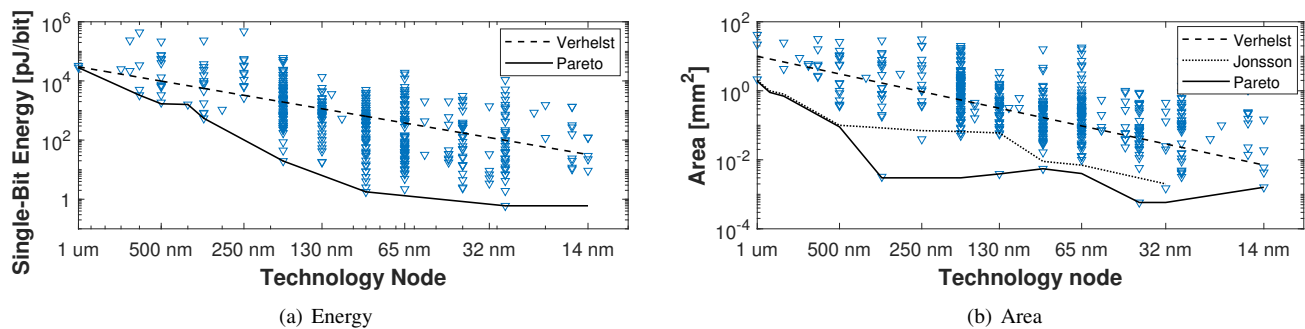 Single-Bit Energy [pJ/bit]
10^6
10^4
10^2
1
1 um 500 nm 250 nm 130 nm 65 nm 32 nm 14 nm
Technology Node
Verhelst
Pareto
(a) Energy
Area [mm^2]
10^2
10^0
10^-2
10^-4
1 um 500 nm 250 nm 130 nm 65 nm 32 nm 14 nm
Technology node
Verhelst
Jonsson
Pareto
(b) Area